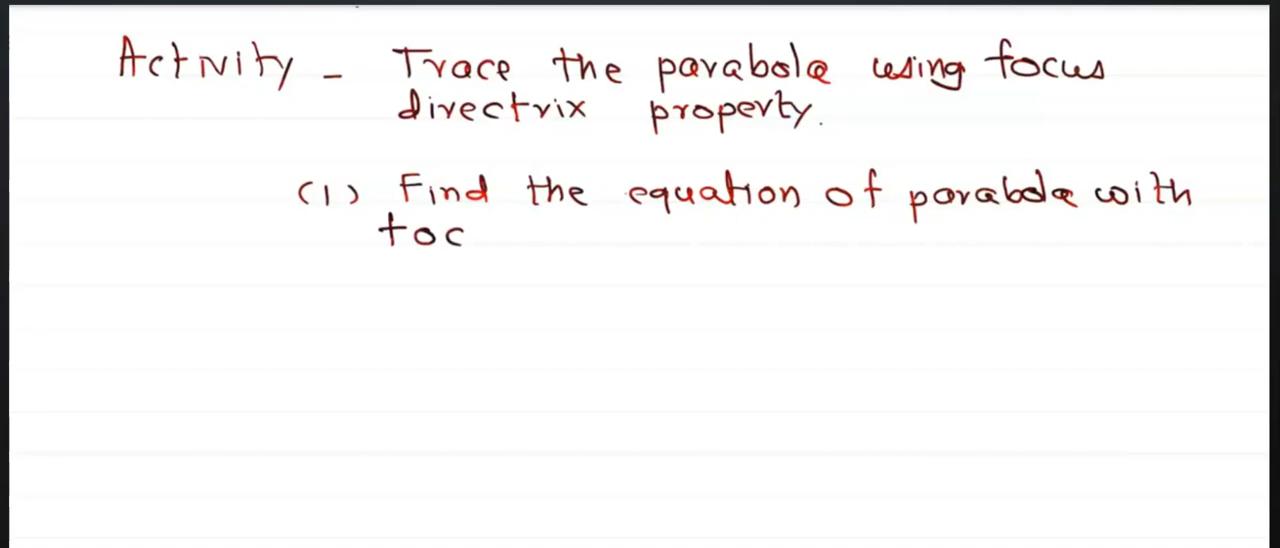 Activity - Trace the parabola using focus
directrix property.
(1) Find the equation of parabola with
foc